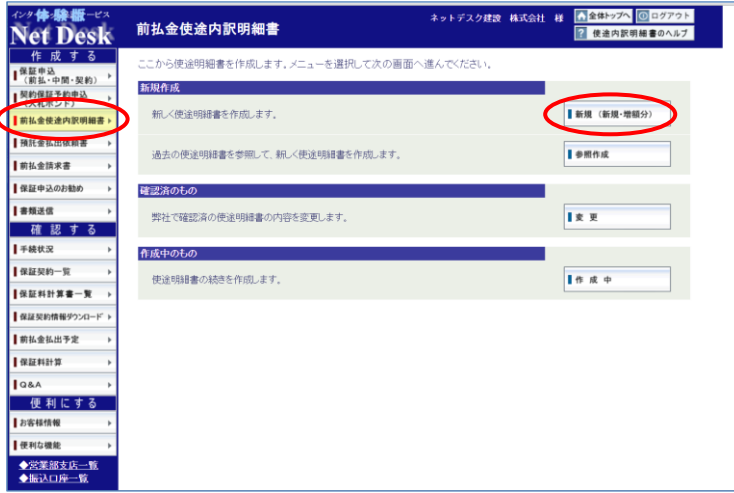 インターネットサービス
体験版
Net Desk
前払金使途内訳明細書
ネットデスク建設 株式会社 様
全体トップへ
ログアウト
? 使途内訳明細書のヘルプ
作成する
保証申込
(前払・中間・契約)
契約保証予約申込
(入札ボンド)
前払金使途内訳明細書
預託金払出依頼書
前払金請求書
保証申込のお勧め
書類送信
確認する
手続状況
保証契約一覧
保証料計算書一覧
保証契約情報ダウンロード
前払金払出予定
保証料計算
Q&A
便利にする
お客様情報
便利な機能
◆営業部支店一覧
◆振込口座一覧
ここから使途明細書を作成します。メニューを選択して次の画面へ進んでください。
新規作成
新しく使途明細書を作成します。
新規(新規・増額分)
過去の使途明細書を参照して、新しく使途明細書を作成します。
参照作成
確認済のもの
弊社で確認済の使途明細書の内容を変更します。
変更
作成中のもの
使途明細書の続きを作成します。
作成中